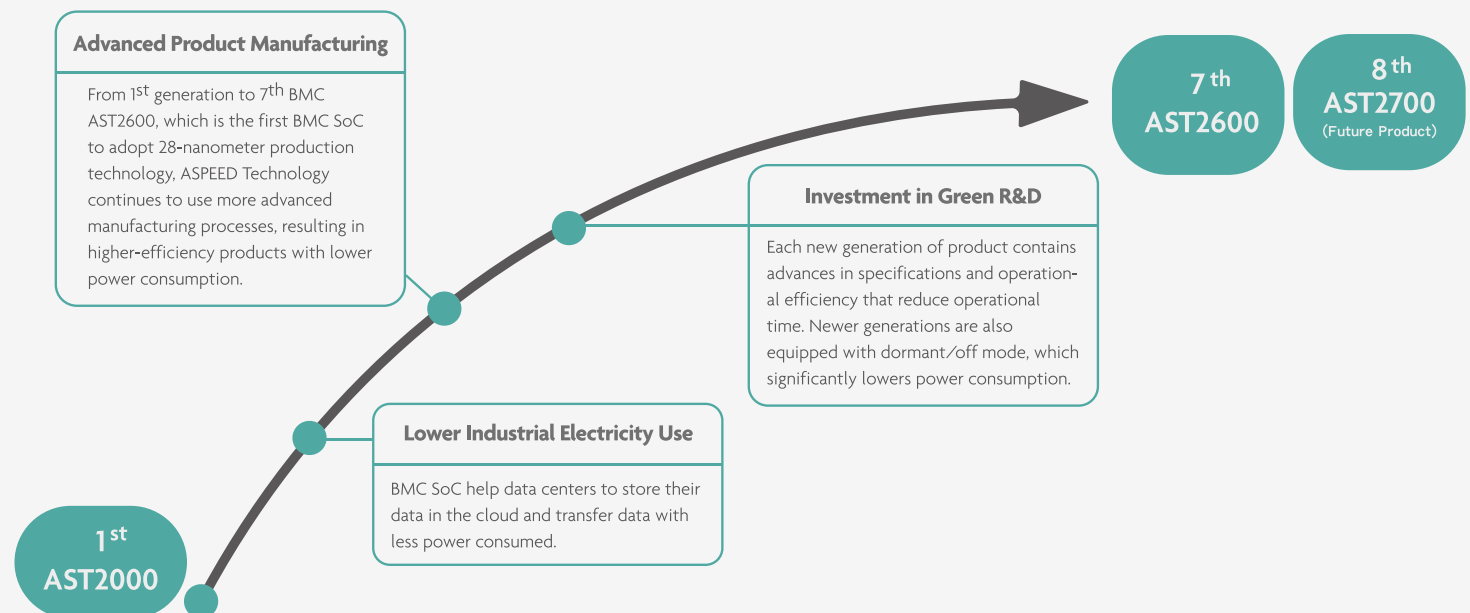 Advanced Product Manufacturing
From 1st generation to 7th BMC
AST2600, which is the first BMC SoC
to adopt 28-nanometer production
technology, ASPEED Technology
continues to use more advanced
manufacturing processes, resulting in
higher-efficiency products with lower
power consumption.
7th
AST2600
8th
AST2700
(Future Product)
Investment in Green R&D
Each new generation of product contains
advances in specifications and operation-
al efficiency that reduce operational
time. Newer generations are also
equipped with dormant/off mode, which
significantly lowers power consumption.
Lower Industrial Electricity Use
BMC SoC help data centers to store their
data in the cloud and transfer data with
less power consumed.
1st
AST2000